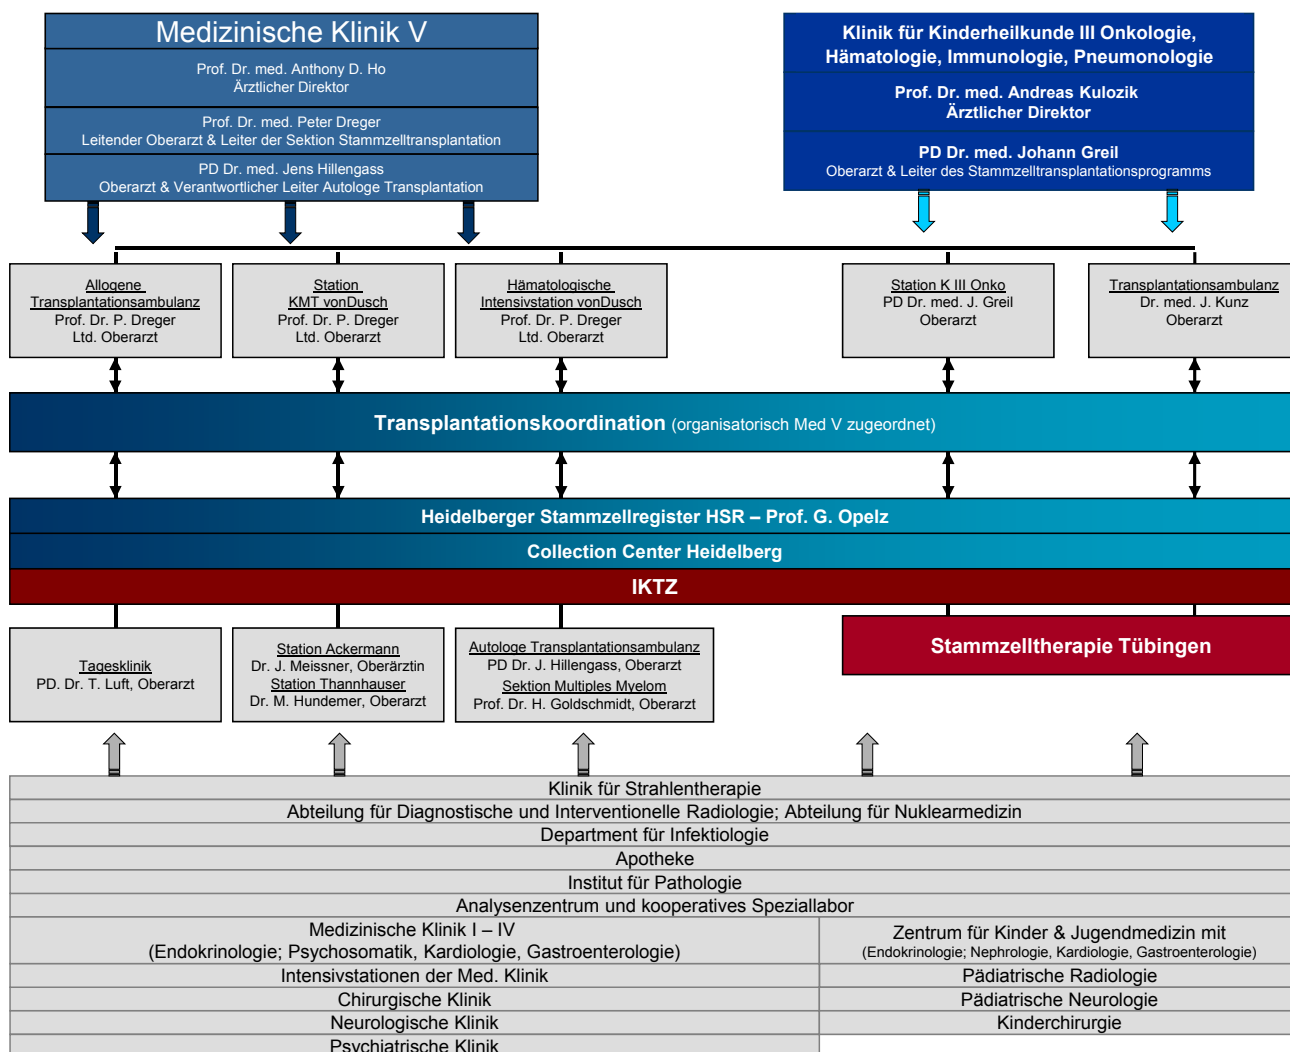 Medizinische Klinik V
Prof. Dr. med. Anthony D. Ho
Ärztlicher Direktor
Prof. Dr. med. Peter Dreger
Leitender Oberarzt & Leiter der Sektion Stammzelltransplantation
PD Dr. med. Jens Hillengass
Oberarzt & Verantwortlicher Leiter Autologe Transplantation
Klinik für Kinderheilkunde III Onkologie,
Hämatologie, Immunologie, Pneumonologie
Prof. Dr. med. Andreas Kulozik
Ärztlicher Direktor
PD Dr. med. Johann Greil
Oberarzt & Leiter des Stammzelltransplantationsprogramms
Allogene
Transplantationsambulanz
Prof. Dr. P. Dreger
Ltd. Oberarzt
Station
KMT vonDusch
Prof. Dr. P. Dreger
Ltd. Oberarzt
Hämatologische
Intensivstation vonDusch
Prof. Dr. P. Dreger
Ltd. Oberarzt
Station K III Onko
PD Dr. med. J. Greil
Oberarzt
Transplantationsambulanz
Dr. med. J. Kunz
Oberarzt
Transplantationskoordination (organisatorisch Med V zugeordnet)
Heidelberger Stammzellregister HSR – Prof. G. Opelz
Collection Center Heidelberg
IKTZ
Tagesklinik
PD. Dr. T. Luft, Oberarzt
Station Ackermann
Dr. J. Meissner, Oberärztin
Station Thannhauser
Dr. M. Hundemer, Oberarzt
Autologe Transplantationsambulanz
PD Dr. J. Hillengass, Oberarzt
Sektion Multiples Myelom
Prof. Dr. H. Goldschmidt, Oberarzt
Stammzelltherapie Tübingen
Klinik für Strahlentherapie
Abteilung für Diagnostische und Interventionelle Radiologie; Abteilung für Nuklearmedizin
Department für Infektiologie
Apotheke
Institut für Pathologie
Analysenzentrum und kooperatives Speziallabor
Medizinische Klinik I – IV
(Endokrinologie; Psychosomatik, Kardiologie, Gastroenterologie)
Zentrum für Kinder & Jugendmedizin mit
(Endokrinologie; Nephrologie, Kardiologie, Gastroenterologie)
Intensivstationen der Med. Klinik
Pädiatrische Radiologie
Chirurgische Klinik
Pädiatrische Neurologie
Neurologische Klinik
Kinderchirurgie
Psychiatrische Klinik